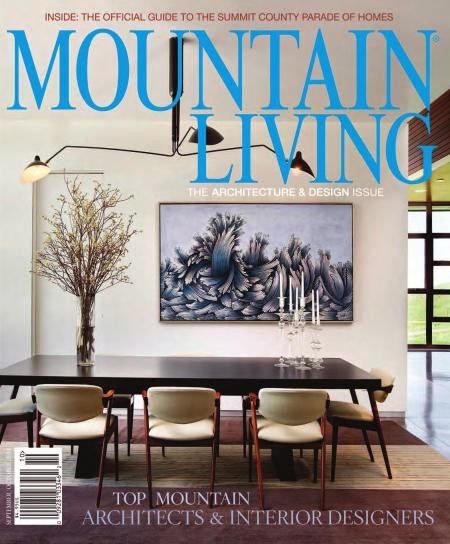 INSIDE: THE OFFICIAL GUIDE TO THE SUMMIT COUNTY PARADE OF HOMES
MOUNTAIN®
LIVING
THE ARCHITECTURE & DESIGN ISSUE
TOP MOUNTAIN
ARCHITECTS & INTERIOR DESIGNERS